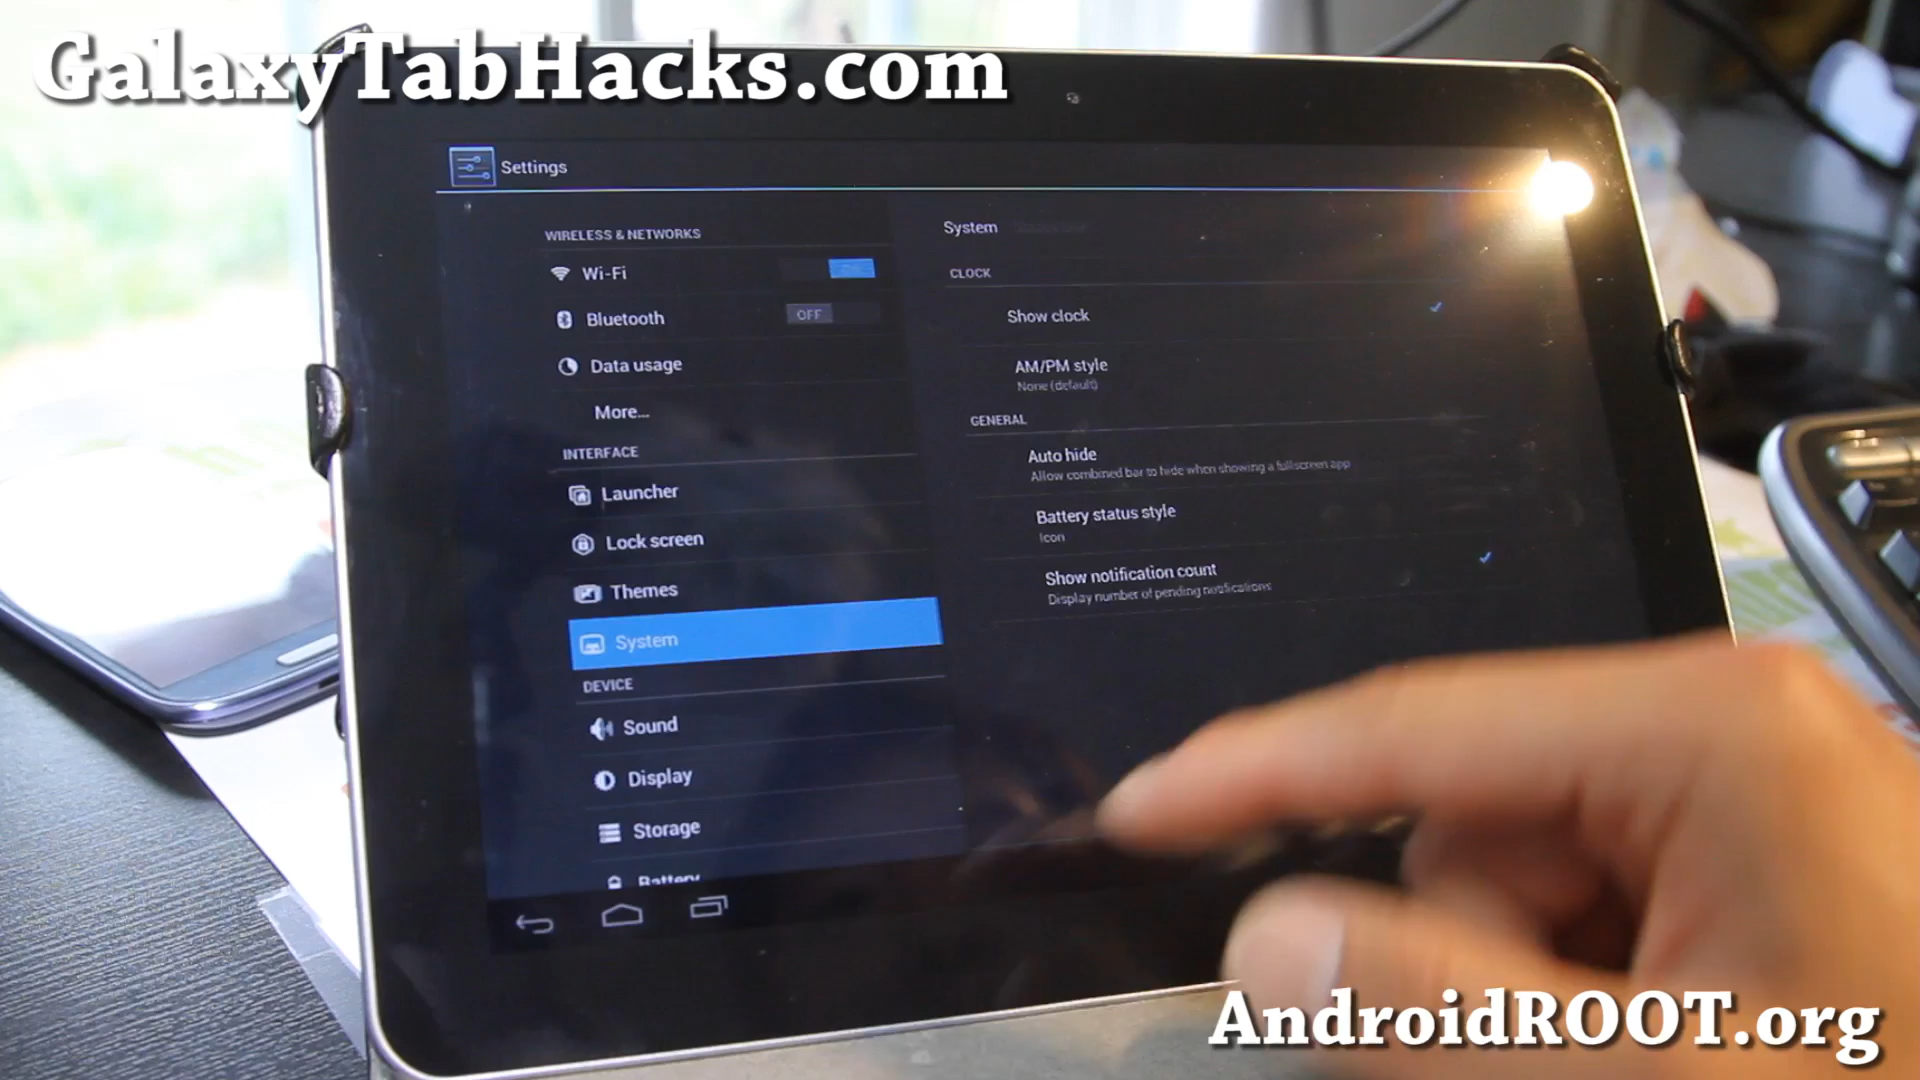 GalaxyTabHacks.com
Settings
WIRELESS & NETWORKS
Wi-Fi
Bluetooth OFF
Data usage
More...
INTERFACE
Launcher
Lock screen
Themes
System
DEVICE
Sound
Display
Storage
Battery
System
CLOCK
Show clock
AM/PM style
None (default)
GENERAL
Auto hide
Allow combined bar to hide when showing a fullscreen app
Battery status style
Icon
Show notification count
Display number of pending notifications
AndroidROOT.org